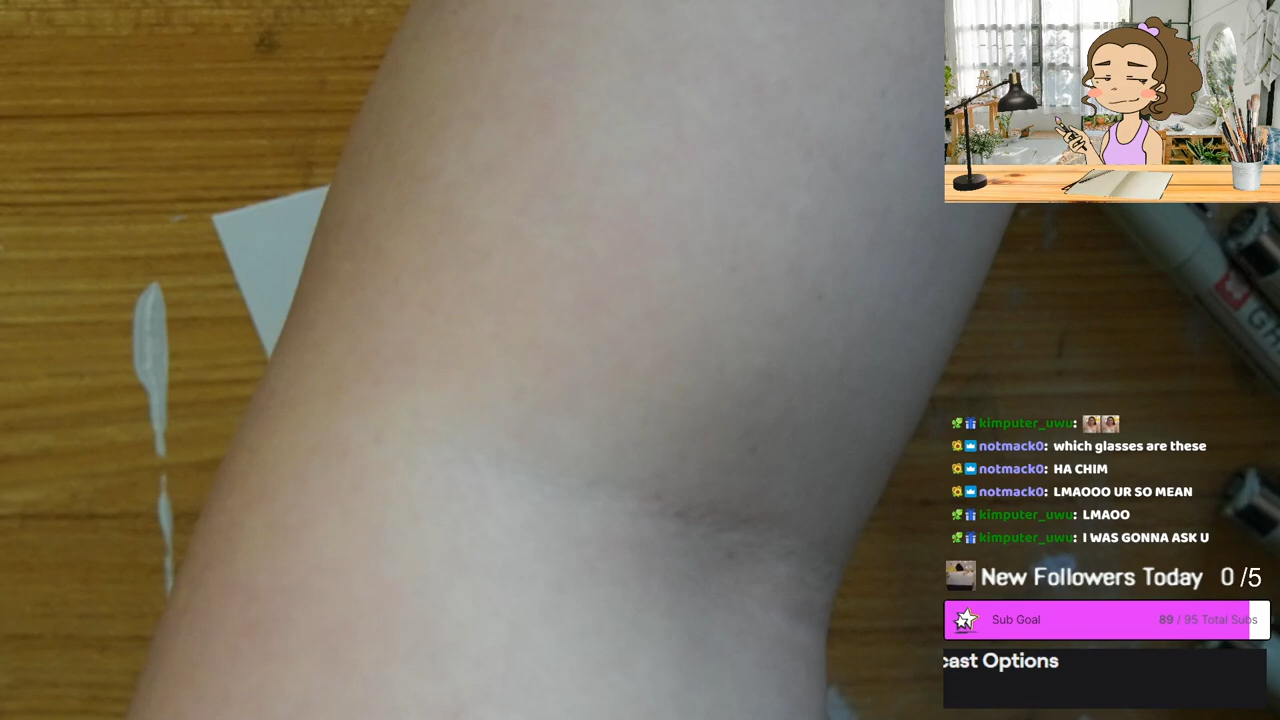 GR
kimputer_uwu:
notmack0: which glasses are these
notmack0: HA CHIM
notmack0: LMAOOO UR SO MEAN
kimputer_uwu: LMAOO
kimputer_uwu: I WAS GONNA ASK U
New Followers Today 0 /5
Sub Goal 89 / 95 Total Subs
cast Options